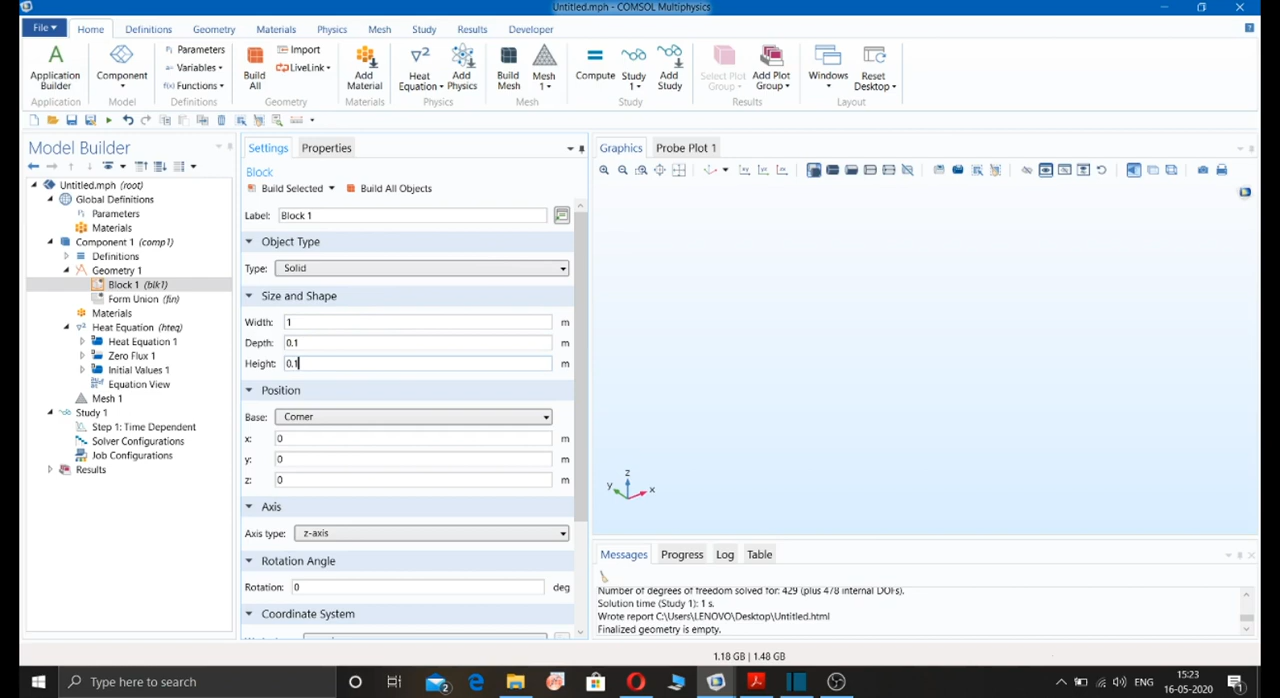 Untitled.mph - COMSOL Multiphysics
File Home Definitions Geometry Materials Physics Mesh Study Results Developer
Application Builder
Component
Parameters
Variables
f(x) Functions
Build All
Import
LiveLink
Add Material
Heat Equation
Add Physics
Build Mesh
Mesh 1
Compute
Study 1
Add Study
Select Plot Group
Add Plot Group
Windows
Reset Desktop
Application Model Definitions Geometry Materials Physics Mesh Study Results Layout
Model Builder
Untitled.mph (root)
Global Definitions
Parameters
Materials
Component 1 (comp1)
Definitions
Geometry 1
Block 1 (blk1)
Form Union (fin)
Materials
Heat Equation (hteq)
Heat Equation 1
Zero Flux 1
Initial Values 1
Equation View
Mesh 1
Study 1
Step 1: Time Dependent
Solver Configurations
Job Configurations
Results
Settings Properties
Block
Build Selected Build All Objects
Label: Block 1
Object Type
Type: Solid
Size and Shape
Width: 1 m
Depth: 0.1 m
Height: 0.1 m
Position
Base: Corner
x: 0 m
y: 0 m
z: 0 m
Axis
Axis type: z-axis
Rotation Angle
Rotation: 0 deg
Coordinate System
Graphics Probe Plot 1
z
y x
Messages Progress Log Table
Number of degrees of freedom solved for: 429 (plus 478 internal DOFs).
Solution time (Study 1): 1 s.
Wrote report C:\Users\LENOVO\Desktop\Untitled.html
Finalized geometry is empty.
1.18 GB | 1.48 GB
Type here to search
2
ENG
15:23
16-05-2020
1